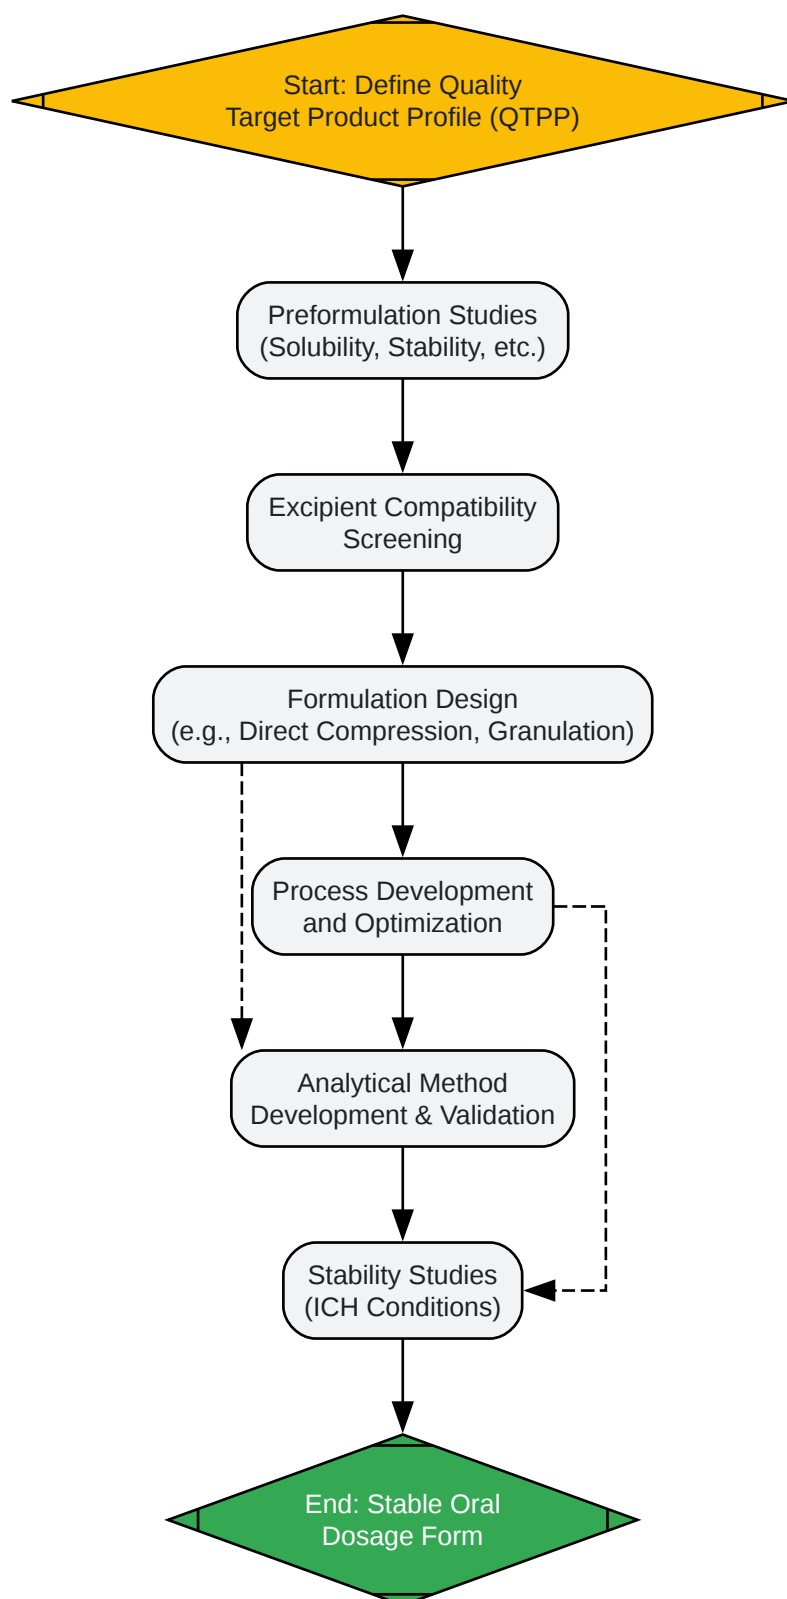 Start: Define Quality
Target Product Profile (QTPP)
Preformulation Studies
(Solubility, Stability, etc.)
Excipient Compatibility
Screening
Formulation Design
(e.g., Direct Compression, Granulation)
Process Development
and Optimization
Analytical Method
Development & Validation
Stability Studies
(ICH Conditions)
End: Stable Oral
Dosage Form